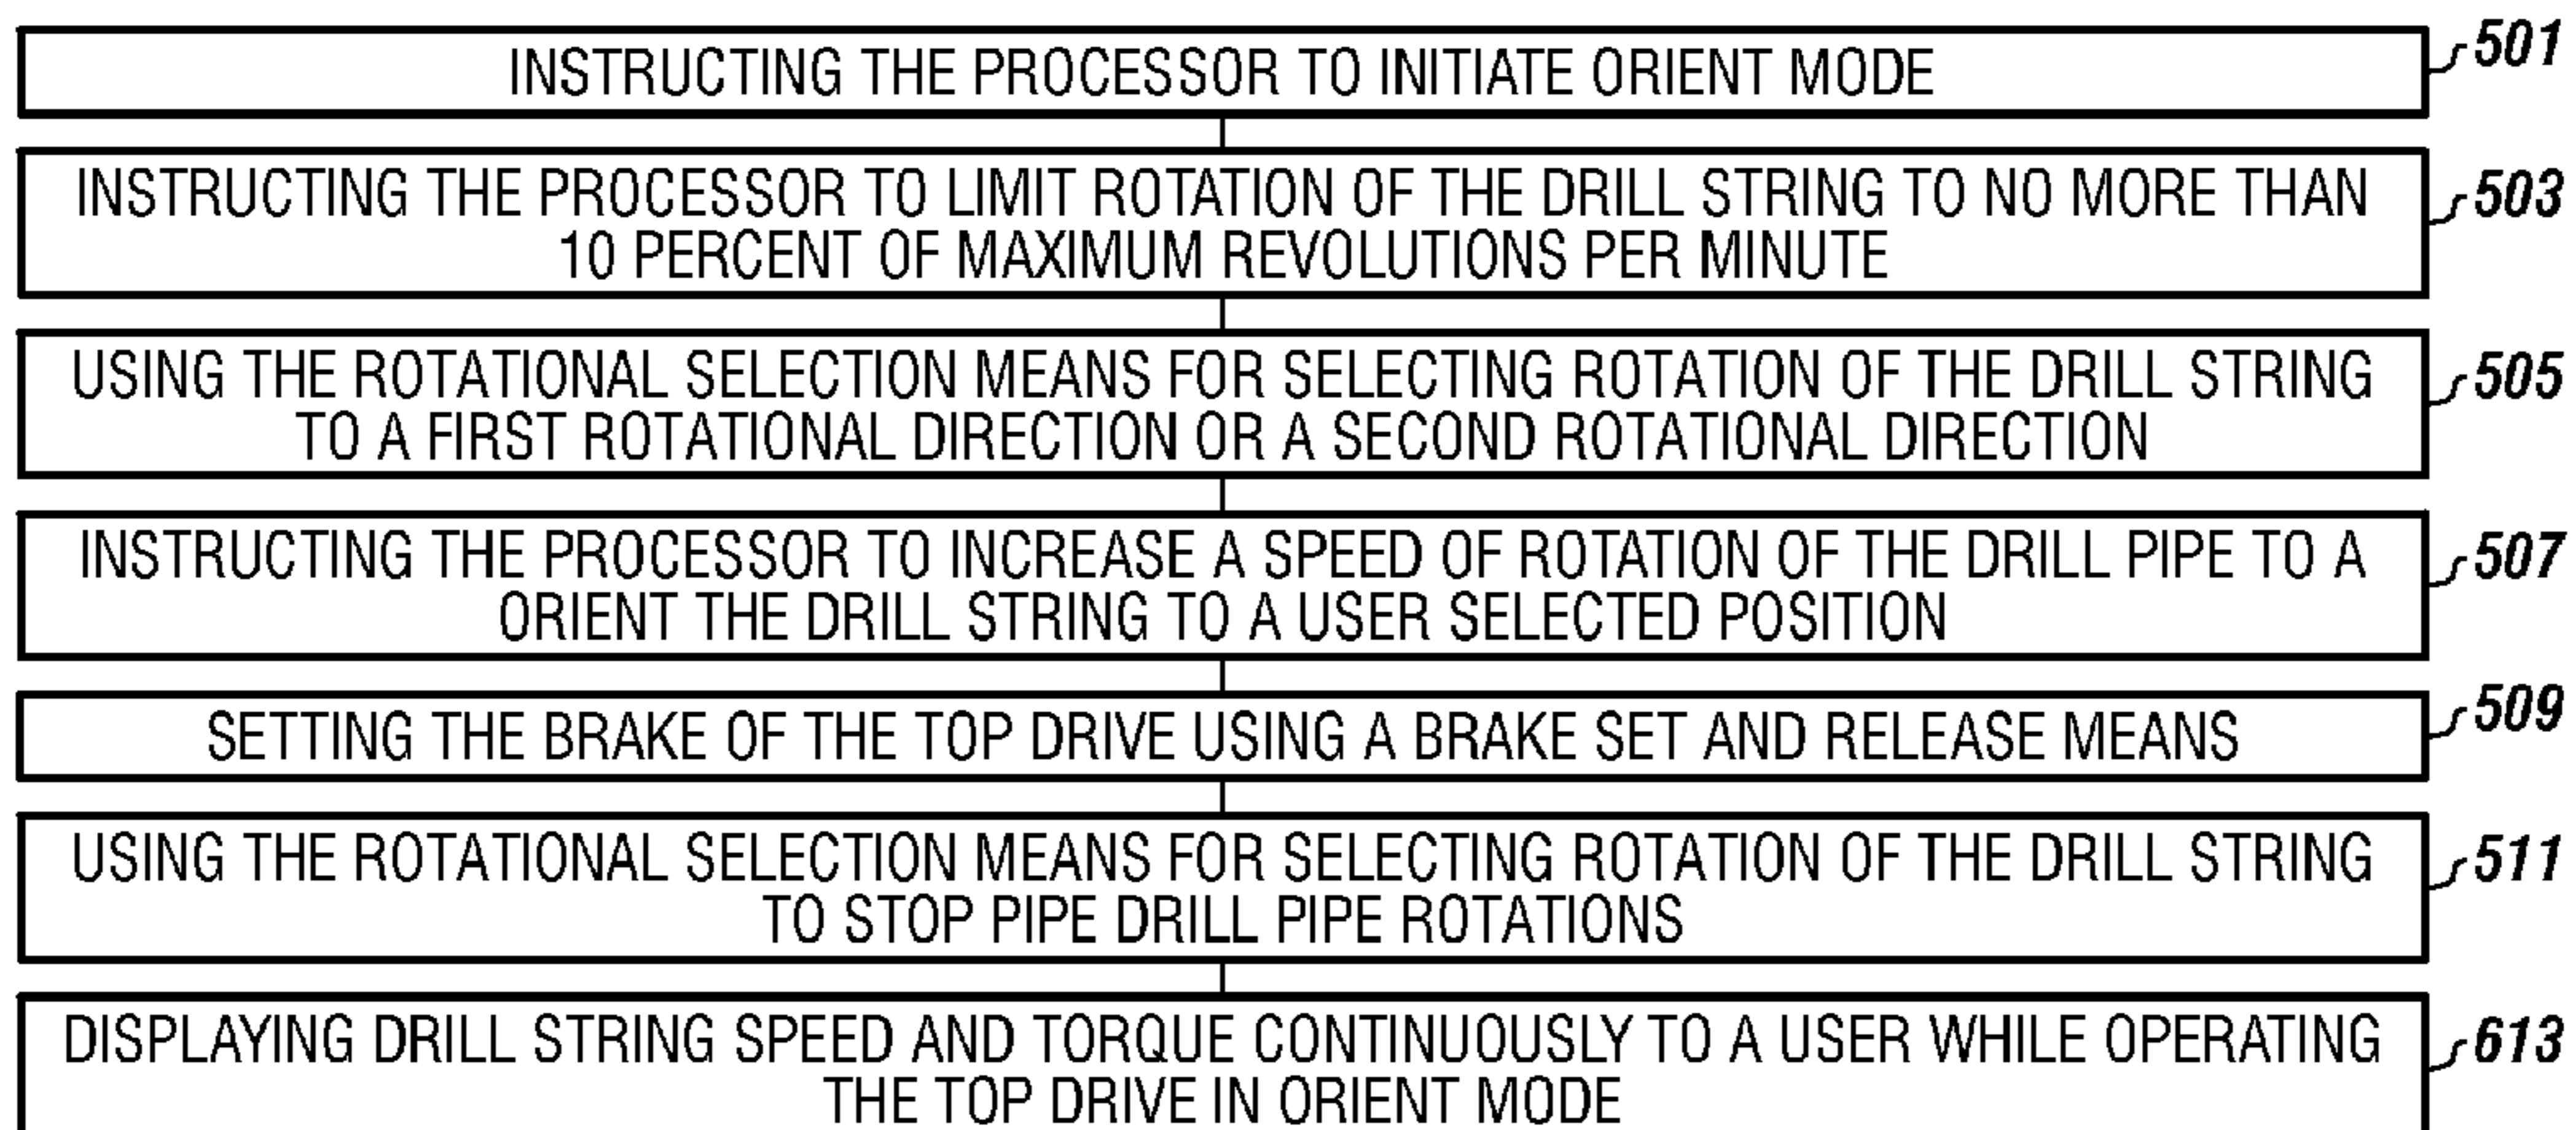 INSTRUCTING THE PROCESSOR TO INITIATE ORIENT MODE
501
INSTRUCTING THE PROCESSOR TO LIMIT ROTATION OF THE DRILL STRING TO NO MORE THAN
10 PERCENT OF MAXIMUM REVOLUTIONS PER MINUTE
503
USING THE ROTATIONAL SELECTION MEANS FOR SELECTING ROTATION OF THE DRILL STRING
TO A FIRST ROTATIONAL DIRECTION OR A SECOND ROTATIONAL DIRECTION
505
INSTRUCTING THE PROCESSOR TO INCREASE A SPEED OF ROTATION OF THE DRILL PIPE TO A
ORIENT THE DRILL STRING TO A USER SELECTED POSITION
507
SETTING THE BRAKE OF THE TOP DRIVE USING A BRAKE SET AND RELEASE MEANS
509
USING THE ROTATIONAL SELECTION MEANS FOR SELECTING ROTATION OF THE DRILL STRING
TO STOP PIPE DRILL PIPE ROTATIONS
511
DISPLAYING DRILL STRING SPEED AND TORQUE CONTINUOUSLY TO A USER WHILE OPERATING
THE TOP DRIVE IN ORIENT MODE
613